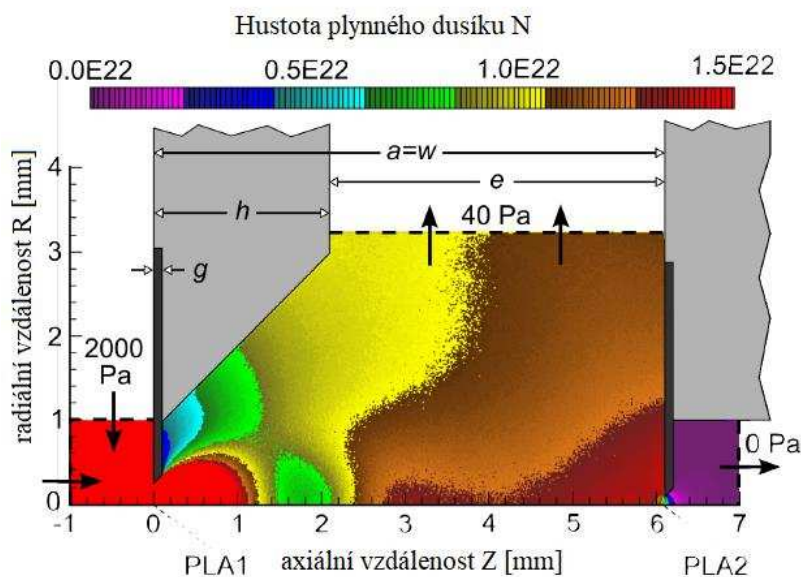 Hustota plynného dusíku N
0.0E22 0.5E22 1.0E22 1.5E22
a=w
e
h
40 Pa
g
2000
Pa
0 Pa
radiální vzdálenost R [mm]
4
3
2
1
0
-1 0 1 2 3 4 5 6 7
PLA1 axiální vzdálenost Z [mm] PLA2